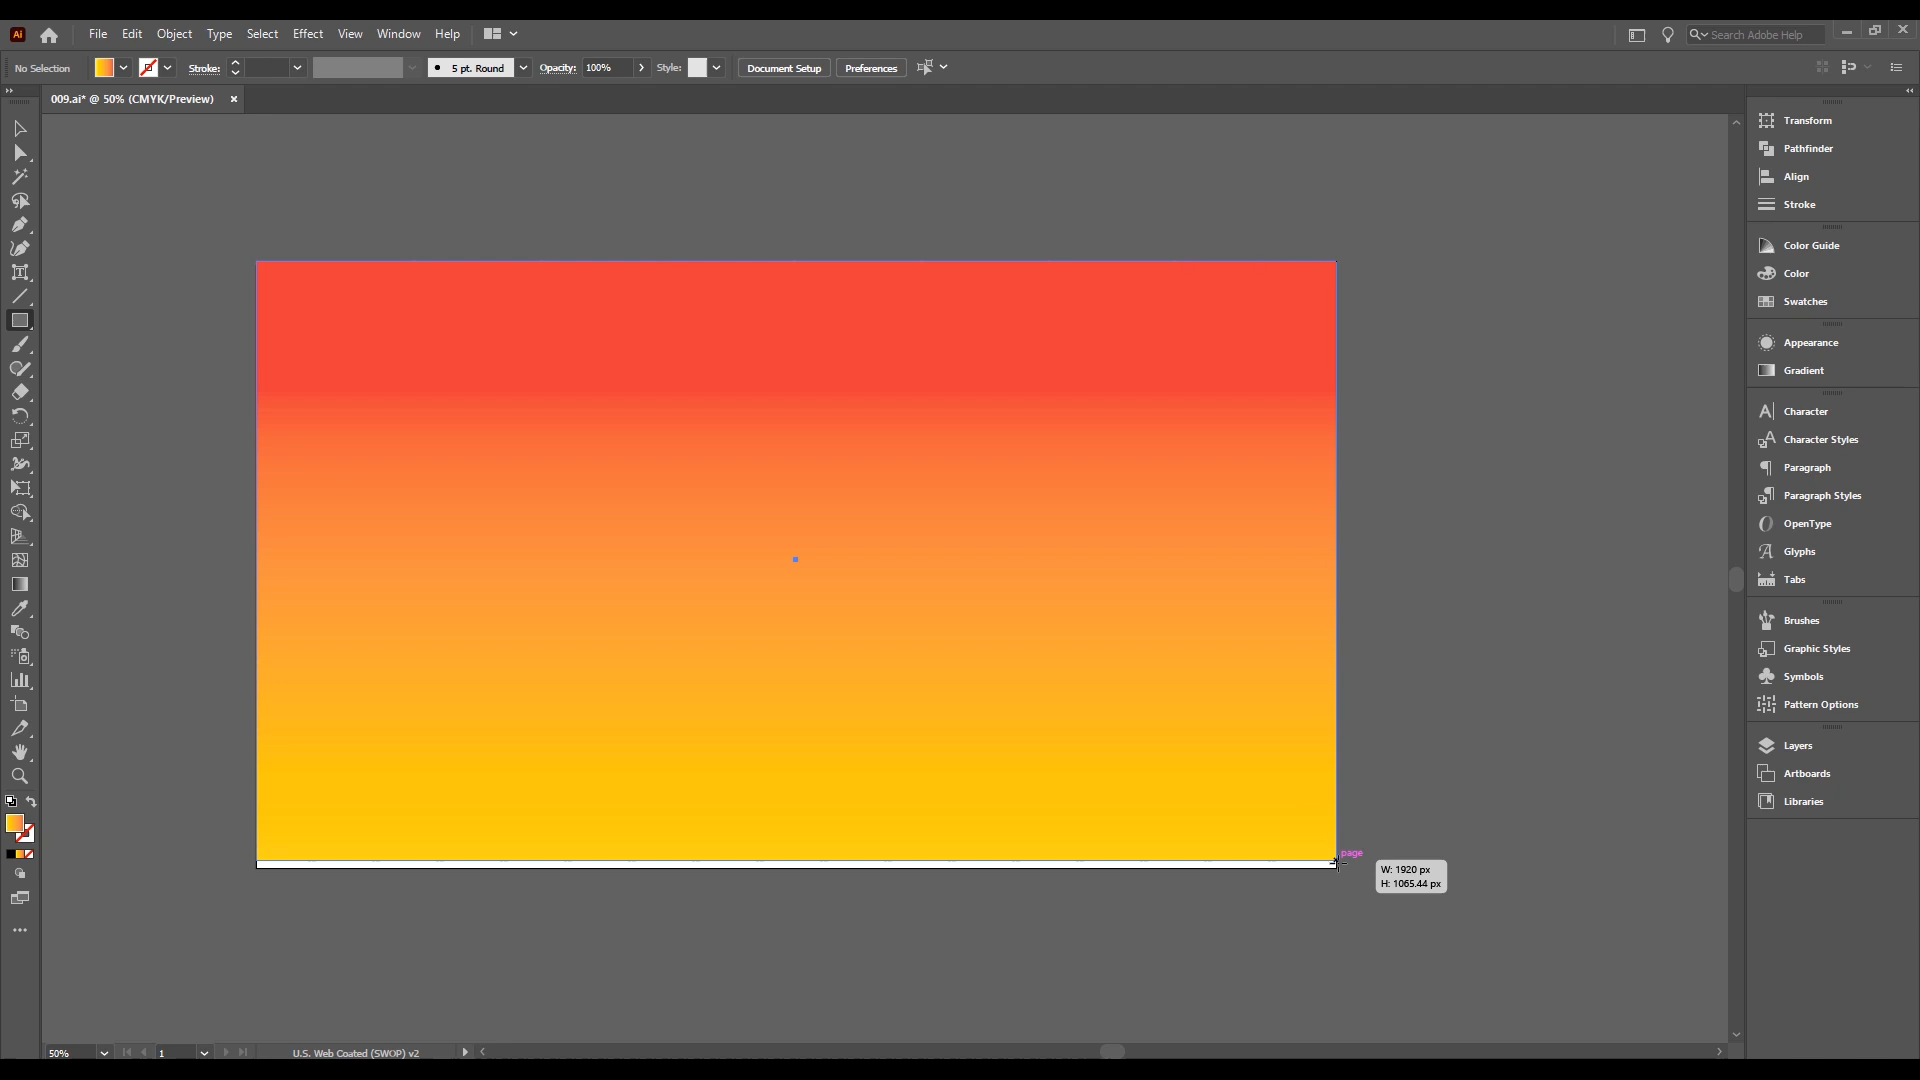 Ai
File Edit Object Type Select Effect View Window Help
Search Adobe Help
No Selection
Stroke:
5 pt. Round
Opacity: 100%
Style:
Document Setup
Preferences
009.ai* @ 50% (CMYK/Preview)
Transform
Pathfinder
Align
Stroke
Color Guide
Color
Swatches
Appearance
Gradient
Character
Character Styles
Paragraph
Paragraph Styles
OpenType
Glyphs
Tabs
Brushes
Graphic Styles
Symbols
Pattern Options
Layers
Artboards
Libraries
page
W: 1920 px
H: 1065.44 px
50%
1
U.S. Web Coated (SWOP) v2